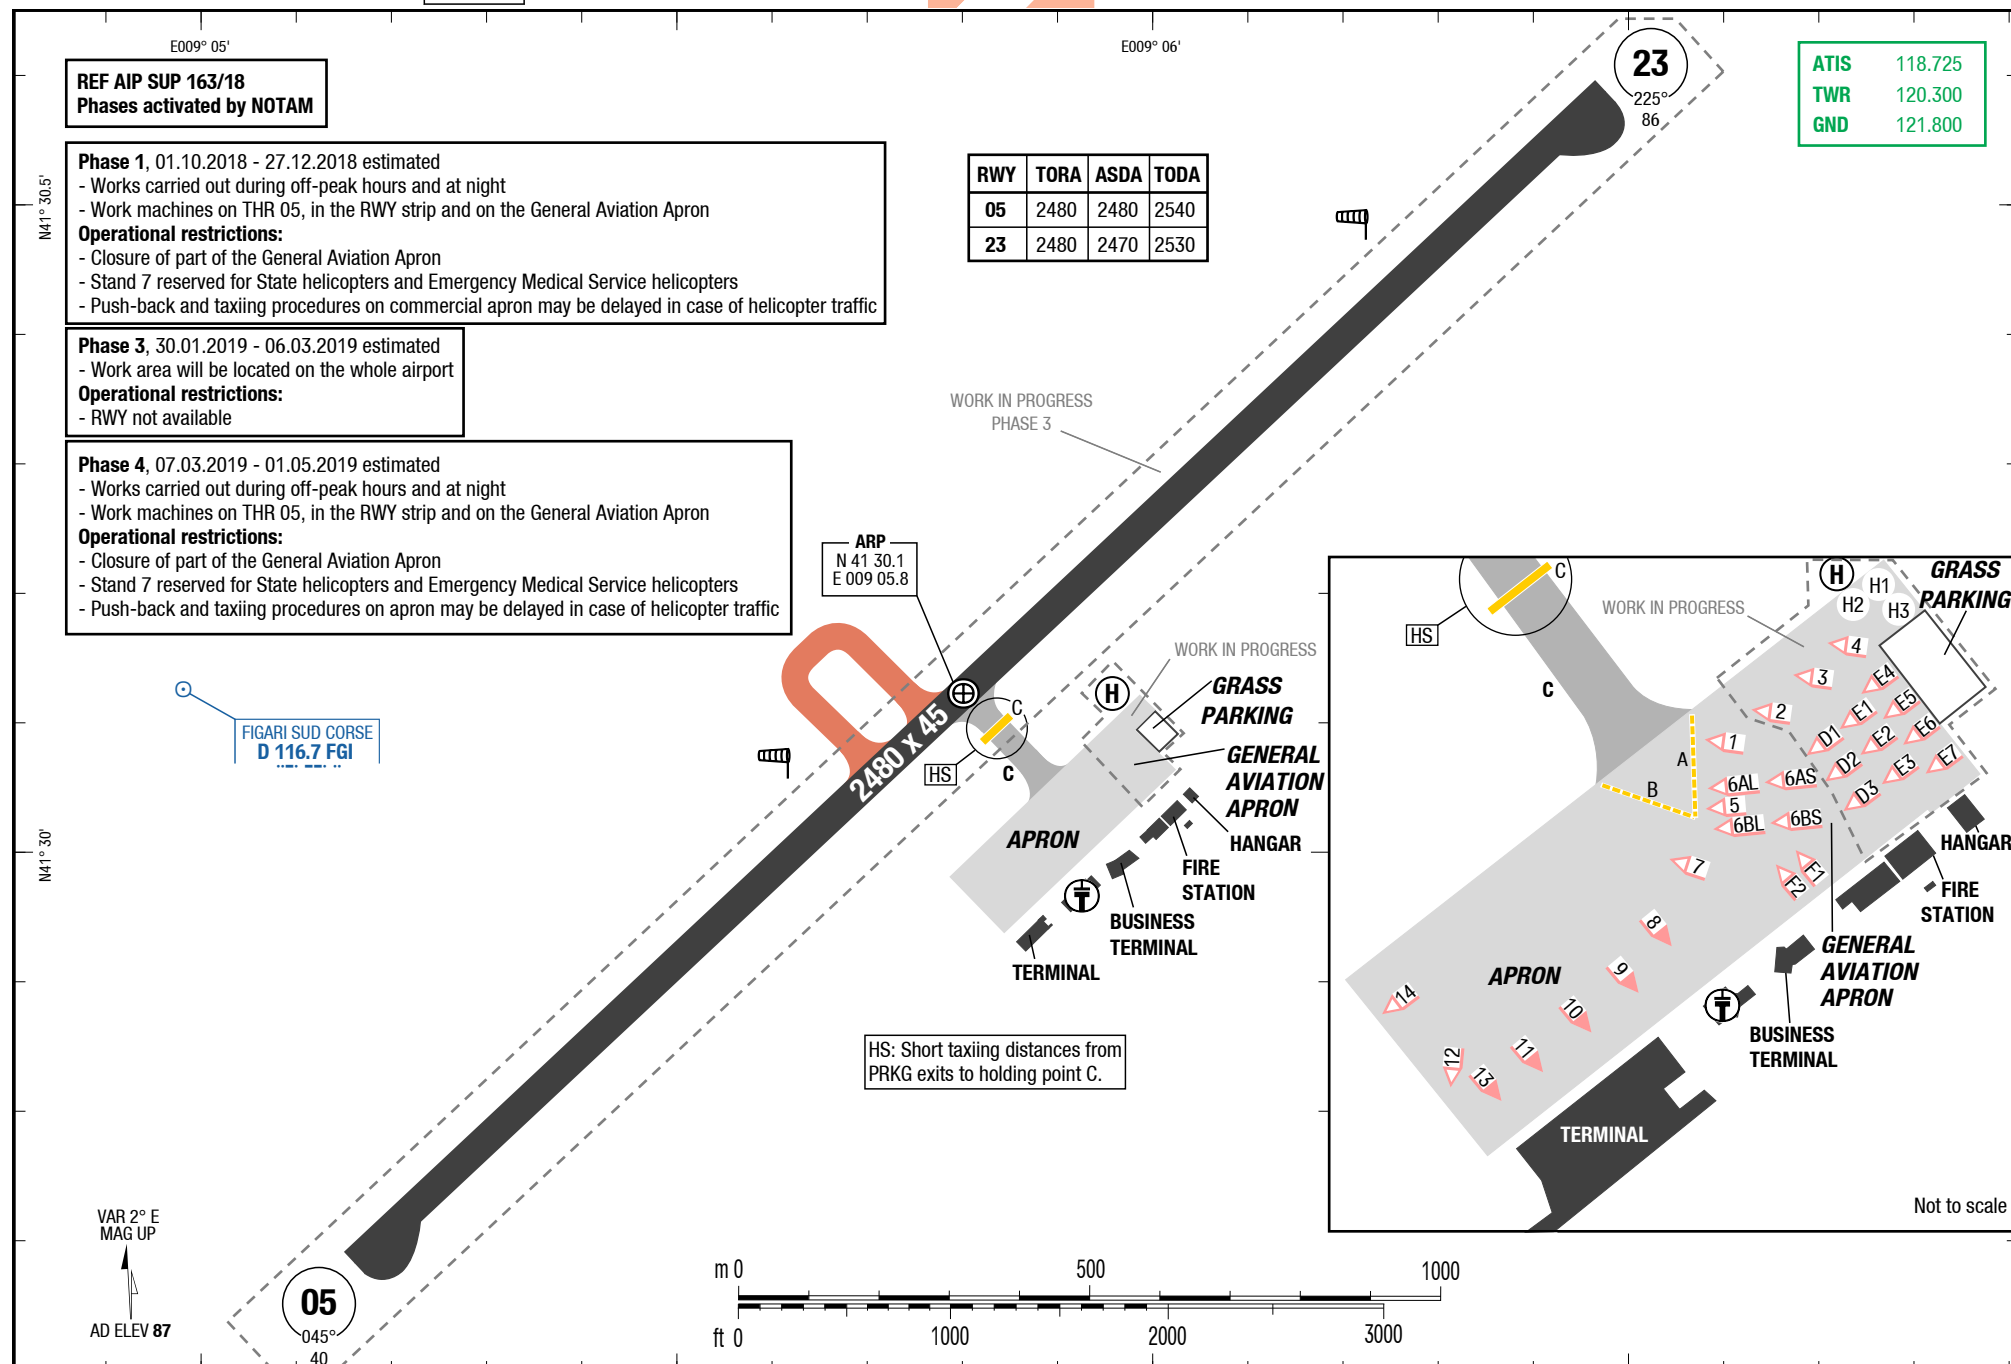 E009° 05'
E009° 06'
REF AIP SUP 163/18
Phases activated by NOTAM
Phase 1, 01.10.2018 - 27.12.2018 estimated
- Works carried out during off-peak hours and at night
- Work machines on THR 05, in the RWY strip and on the General Aviation Apron
Operational restrictions:
- Closure of part of the General Aviation Apron
- Stand 7 reserved for State helicopters and Emergency Medical Service helicopters
- Push-back and taxiing procedures on commercial apron may be delayed in case of helicopter traffic
Phase 3, 30.01.2019 - 06.03.2019 estimated
- Work area will be located on the whole airport
Operational restrictions:
- RWY not available
Phase 4, 07.03.2019 - 01.05.2019 estimated
- Works carried out during off-peak hours and at night
- Work machines on THR 05, in the RWY strip and on the General Aviation Apron
Operational restrictions:
- Closure of part of the General Aviation Apron
- Stand 7 reserved for State helicopters and Emergency Medical Service helicopters
- Push-back and taxiing procedures on apron may be delayed in case of helicopter traffic
N41° 30.5'
N41° 30'
RWY TORA ASDA TODA
05 2480 2480 2540
23 2480 2470 2530
23
225°
86
ATIS 118.725
TWR 120.300
GND 121.800
WORK IN PROGRESS
PHASE 3
ARP
N 41 30.1
E 009 05.8
FIGARI SUD CORSE
D 116.7 FGI
2480 x 45
C
HS
C
H
WORK IN PROGRESS
GRASS
PARKING
GENERAL
AVIATION
APRON
APRON
HANGAR
FIRE
STATION
BUSINESS
TERMINAL
TERMINAL
HS: Short taxiing distances from
PRKG exits to holding point C.
C
HS
C
WORK IN PROGRESS
H
H1
H2
H3
GRASS
PARKING
4
3
2
1
E4
E5
E6
E7
E1
E2
E3
D1
D2
D3
A
B
6AL
6AS
5
6BL
6BS
7
F1
F2
8
9
10
11
12
13
14
APRON
HANGAR
FIRE
STATION
GENERAL
AVIATION
APRON
BUSINESS
TERMINAL
TERMINAL
Not to scale
VAR 2° E
MAG UP
AD ELEV 87
05
045°
40
m 0 500 1000
ft 0 1000 2000 3000